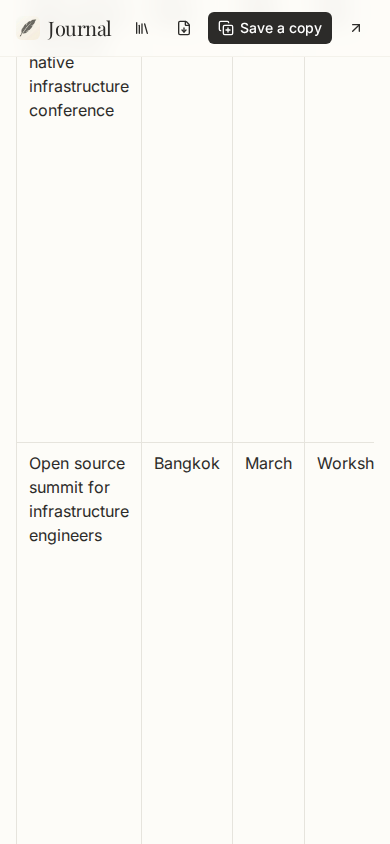 Journal
Save a copy
native
infrastructure
conference
Open source
summit for
infrastructure
engineers
Bangkok
March
Worksh